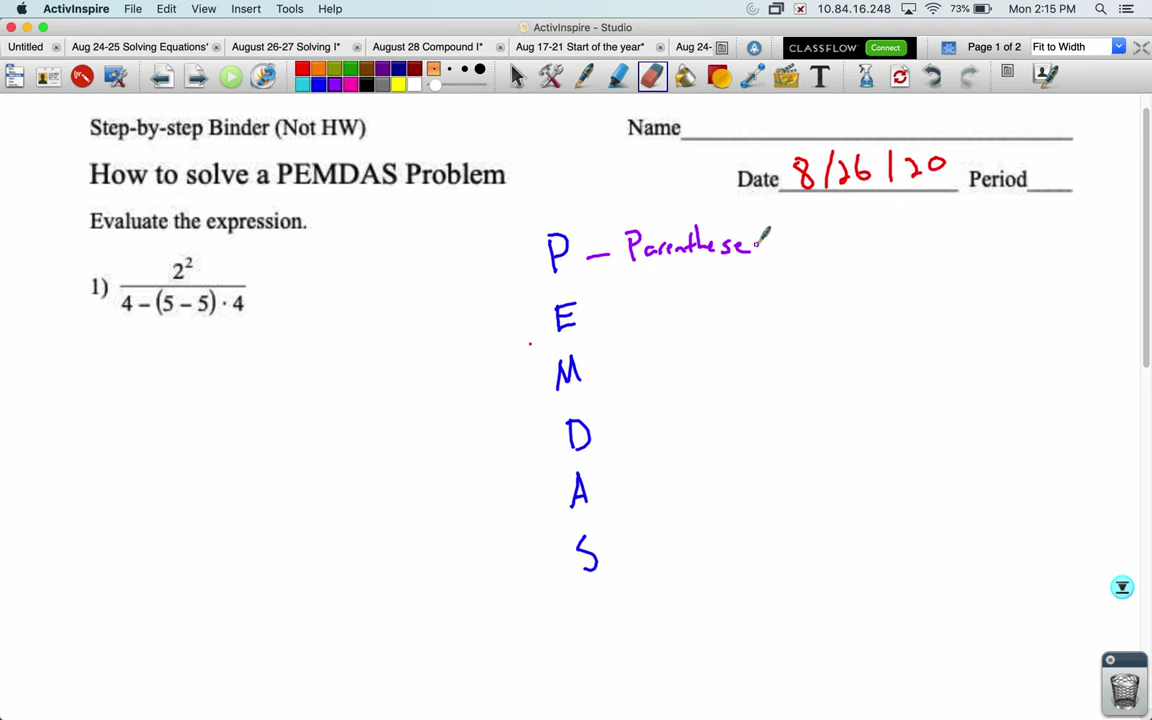 ActivInspire File Edit View Insert Tools Help 10.84.16.248 73% Mon 2:15 PM
ActivInspire - Studio
Untitled Aug 24-25 Solving Equations* August 26-27 Solving I* August 28 Compound I* Aug 17-21 Start of the year* Aug 24- CLASSFLOW Connect Page 1 of 2 Fit to Width
Step-by-step Binder (Not HW) Name
How to solve a PEMDAS Problem Date 8/26/20 Period
Evaluate the expression.
P – Parenthese
1) 2² / 4 – (5 – 5) · 4
E
M
D
A
S